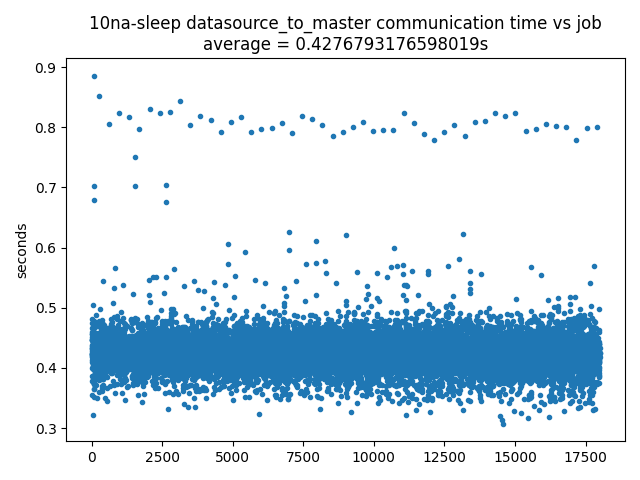 10na-sleep datasource_to_master communication time vs job
average = 0.4276793176598019s
0.9
0.8
0.7
0.6
0.5
0.4
0.3
seconds
0 2500 5000 7500 10000 12500 15000 17500